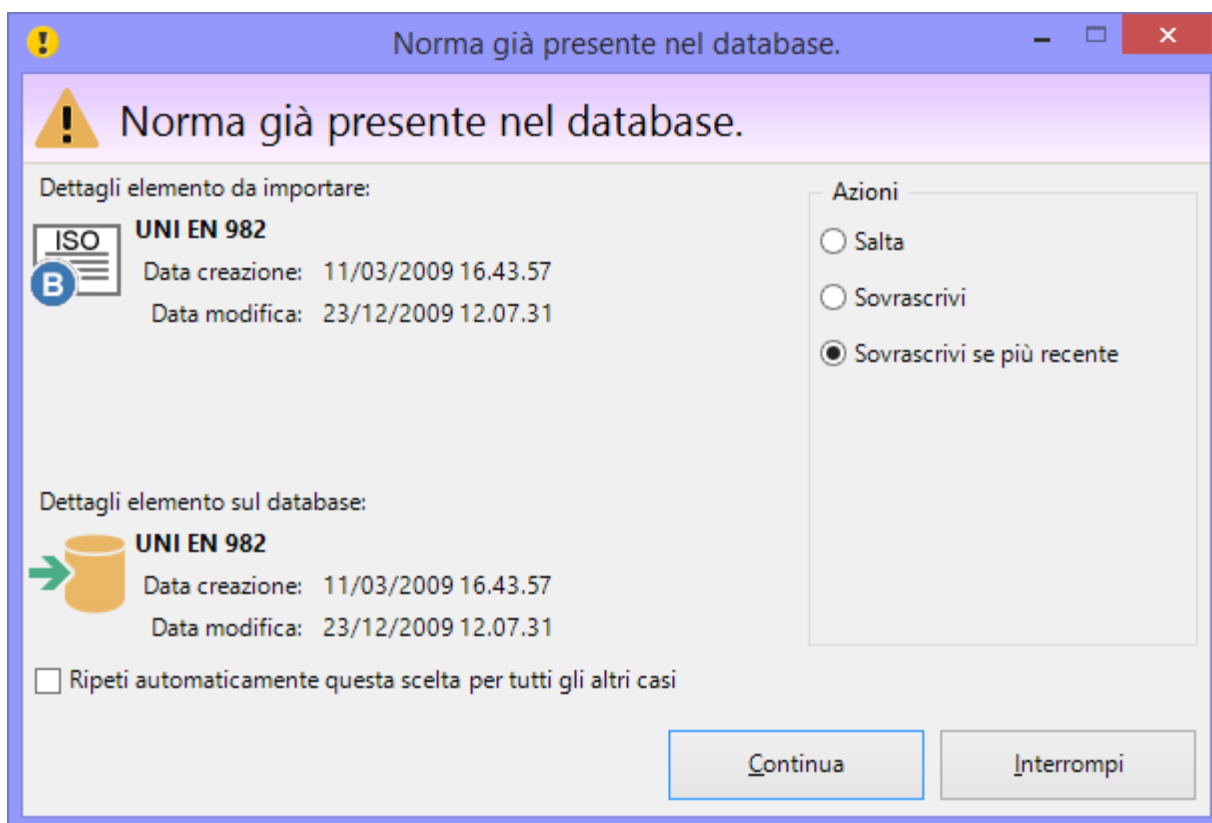 Norma già presente nel database.
Norma già presente nel database.
Dettagli elemento da importare:
ISO
B
UNI EN 982
Data creazione: 11/03/2009 16.43.57
Data modifica: 23/12/2009 12.07.31
Azioni
Salta
Sovrascrivi
Sovrascrivi se più recente
Dettagli elemento sul database:
UNI EN 982
Data creazione: 11/03/2009 16.43.57
Data modifica: 23/12/2009 12.07.31
Ripeti automaticamente questa scelta per tutti gli altri casi
Continua
Interrompi